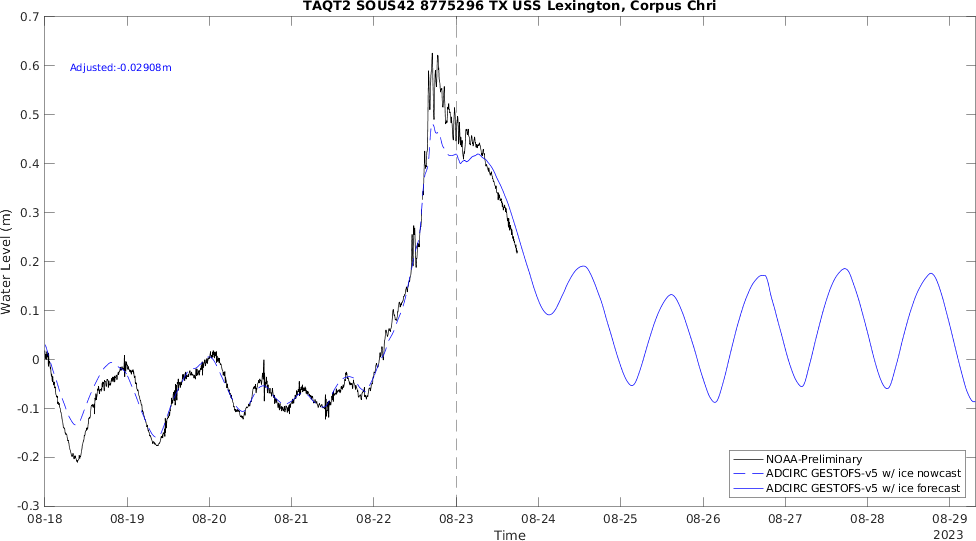 TAQT2 SOUS42 8775296 TX USS Lexington, Corpus Chri
Adjusted:-0.02908m
Water Level (m)
0.7
0.6
0.5
0.4
0.3
0.2
0.1
0
-0.1
-0.2
-0.3
NOAA-Preliminary
ADCIRC GESTOFS-v5 w/ ice nowcast
ADCIRC GESTOFS-v5 w/ ice forecast
08-18 08-19 08-20 08-21 08-22 08-23 08-24 08-25 08-26 08-27 08-28 08-29
Time
2023